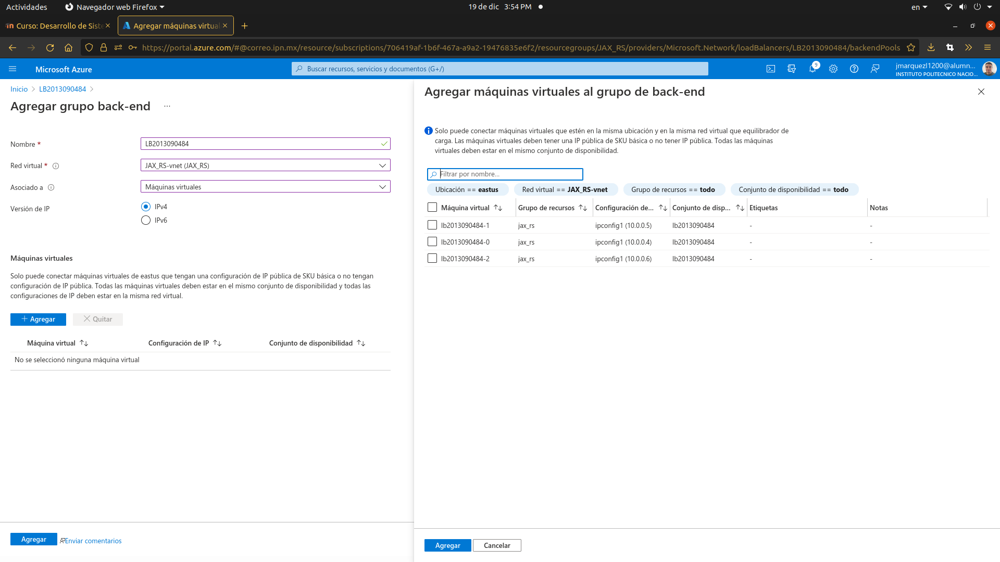 Actividades
Navegador web Firefox
19 de dic 3:54 PM
en
Curso: Desarrollo de Siste
Agregar máquinas virtual
https://portal.azure.com/#@correo.ipn.mx/resource/subscriptions/706419af-1b6f-467a-a9a2-19476835e6f2/resourcegroups/JAX_RS/providers/Microsoft.Network/loadBalancers/LB2013090484/backendPools
Microsoft Azure
Buscar recursos, servicios y documentos (G+/)
9
jmarquezl1200@alumn...
INSTITUTO POLITECNICO NACIO...
Inicio
LB2013090484
Agregar grupo back-end ...
Nombre *
LB2013090484
Red virtual *
JAX_RS-vnet (JAX_RS)
Asociado a
Máquinas virtuales
Versión de IP
IPv4
IPv6
Máquinas virtuales
Solo puede conectar máquinas virtuales de eastus que tengan una configuración de IP pública de SKU básica o no tengan
configuración de IP pública. Todas las máquinas virtuales deben estar en el mismo conjunto de disponibilidad y todas las
configuraciones de IP deben estar en la misma red virtual.
Agregar
Quitar
Máquina virtual
Configuración de IP
Conjunto de disponibilidad
No se seleccionó ninguna máquina virtual
Agregar
Enviar comentarios
Agregar máquinas virtuales al grupo de back-end
Solo puede conectar máquinas virtuales que estén en la misma ubicación y en la misma red virtual que equilibrador de
carga. Las máquinas virtuales deben tener una IP pública de SKU básica o no tener IP pública. Todas las máquinas
virtuales deben estar en el mismo conjunto de disponibilidad.
Filtrar por nombre...
Ubicación == eastus
Red virtual == JAX_RS-vnet
Grupo de recursos == todo
Conjunto de disponibilidad == todo
Máquina virtual
Grupo de recursos
Configuración de...
Conjunto de disp...
Etiquetas
Notas
lb2013090484-1 jax_rs ipconfig1 (10.0.0.5) lb2013090484 - -
lb2013090484-0 jax_rs ipconfig1 (10.0.0.4) lb2013090484 - -
lb2013090484-2 jax_rs ipconfig1 (10.0.0.6) lb2013090484 - -
Agregar
Cancelar